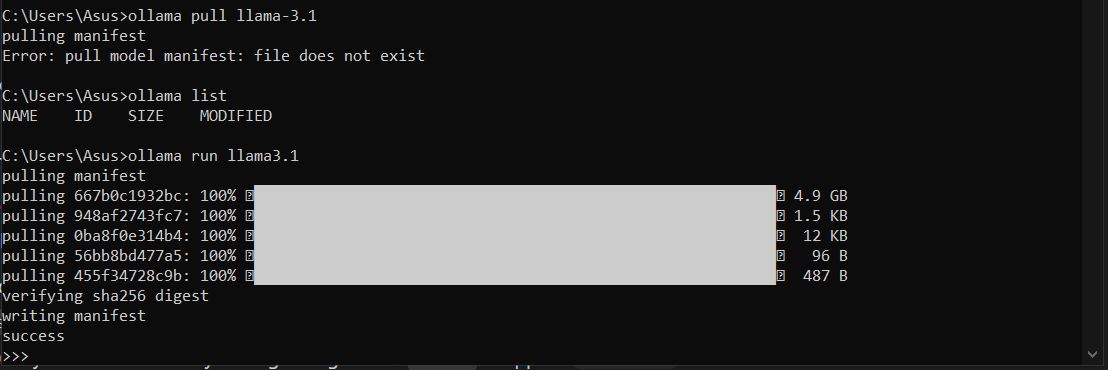 C:\Users\Asus>ollama pull llama-3.1
pulling manifest
Error: pull model manifest: file does not exist
C:\Users\Asus>ollama list
NAME    ID    SIZE    MODIFIED
C:\Users\Asus>ollama run llama3.1
pulling manifest
pulling 667b0c1932bc: 100% 4.9 GB
pulling 948af2743fc7: 100% 1.5 KB
pulling 0ba8f0e314b4: 100% 12 KB
pulling 56bb8bd477a5: 100% 96 B
pulling 455f34728c9b: 100% 487 B
verifying sha256 digest
writing manifest
success
>>>